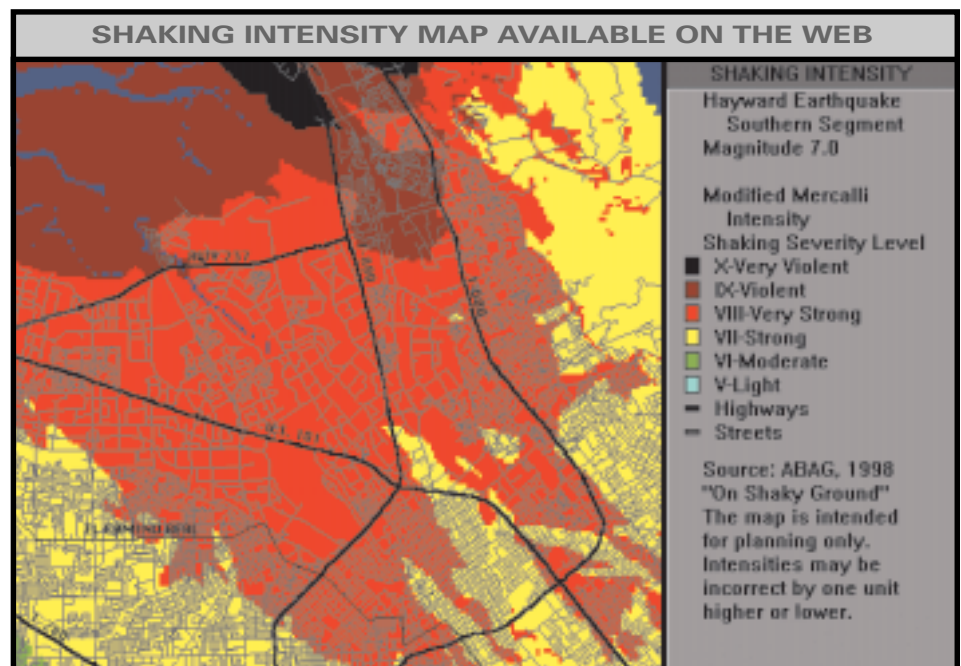 SHAKING INTENSITY MAP AVAILABLE ON THE WEB
SHAKING INTENSITY
Hayward Earthquake
Southern Segment
Magnitude 7.0
Modified Mercalli
Intensity
Shaking Severity Level
X-Very Violent
IX-Violent
VIII-Very Strong
VII-Strong
VI-Moderate
V-Light
Highways
Streets
Source: ABAG, 1998
"On Shaky Ground"
The map is intended
for planning only.
Intensities may be
incorrect by one unit
higher or lower.